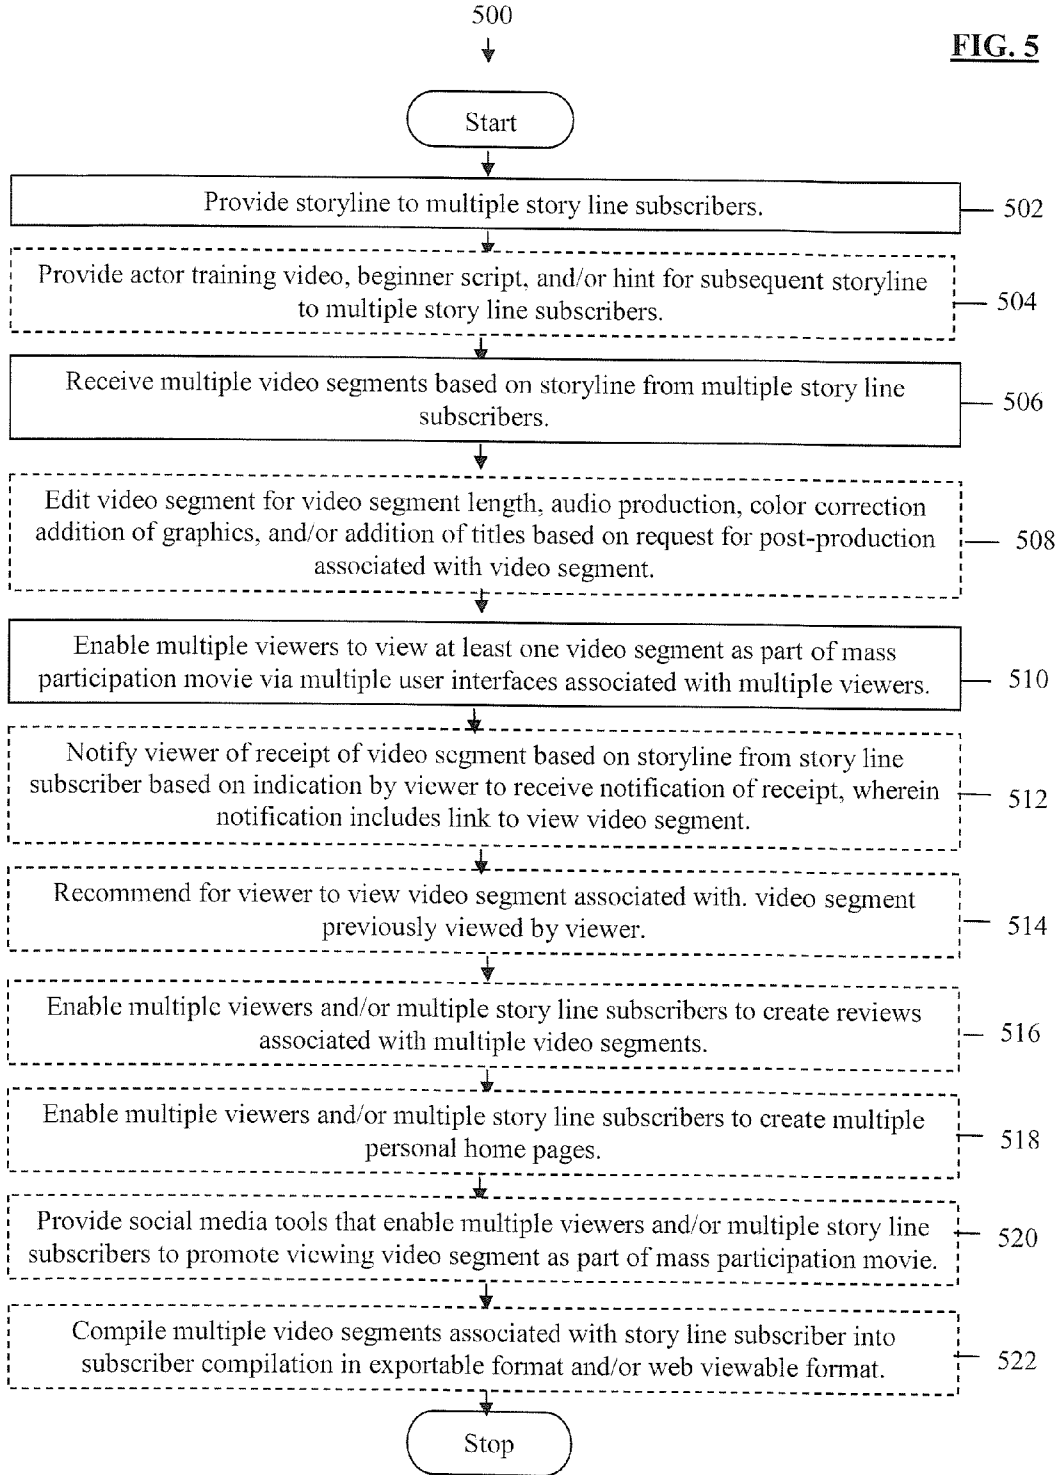 500
FIG. 5
Start
Provide storyline to multiple story line subscribers.
502
Provide actor training video, beginner script, and/or hint for subsequent storyline
to multiple story line subscribers.
504
Receive multiple video segments based on storyline from multiple story line
subscribers.
506
Edit video segment for video segment length, audio production, color correction
addition of graphics, and/or addition of titles based on request for post-production
associated with video segment.
508
Enable multiple viewers to view at least one video segment as part of mass
participation movie via multiple user interfaces associated with multiple viewers.
510
Notify viewer of receipt of video segment based on storyline from story line
subscriber based on indication by viewer to receive notification of receipt, wherein
notification includes link to view video segment.
512
Recommend for viewer to view video segment associated with. video segment
previously viewed by viewer.
514
Enable multiple viewers and/or multiple story line subscribers to create reviews
associated with multiple video segments.
516
Enable multiple viewers and/or multiple story line subscribers to create multiple
personal home pages.
518
Provide social media tools that enable multiple viewers and/or multiple story line
subscribers to promote viewing video segment as part of mass participation movie.
520
Compile multiple video segments associated with story line subscriber into
subscriber compilation in exportable format and/or web viewable format.
522
Stop